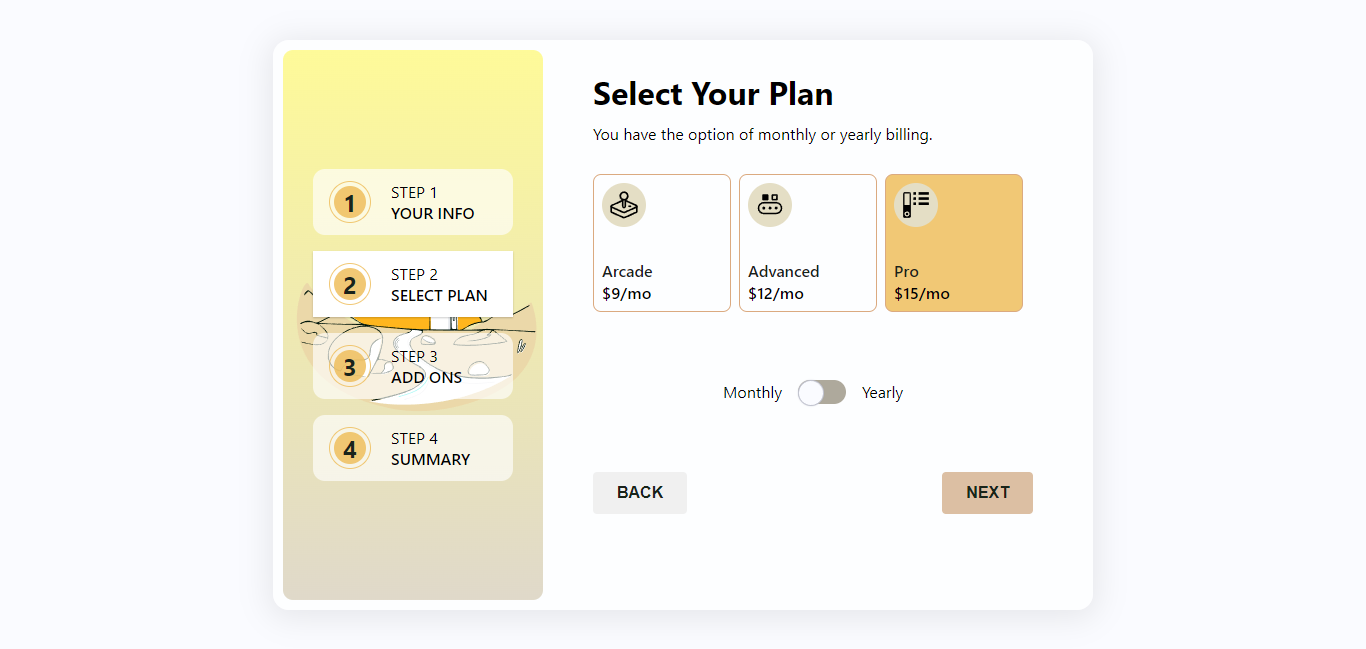 1
STEP 1
YOUR INFO
2
STEP 2
SELECT PLAN
3
STEP 3
ADD ONS
4
STEP 4
SUMMARY
Select Your Plan
You have the option of monthly or yearly billing.
Arcade
$9/mo
Advanced
$12/mo
Pro
$15/mo
Monthly
Yearly
BACK
NEXT